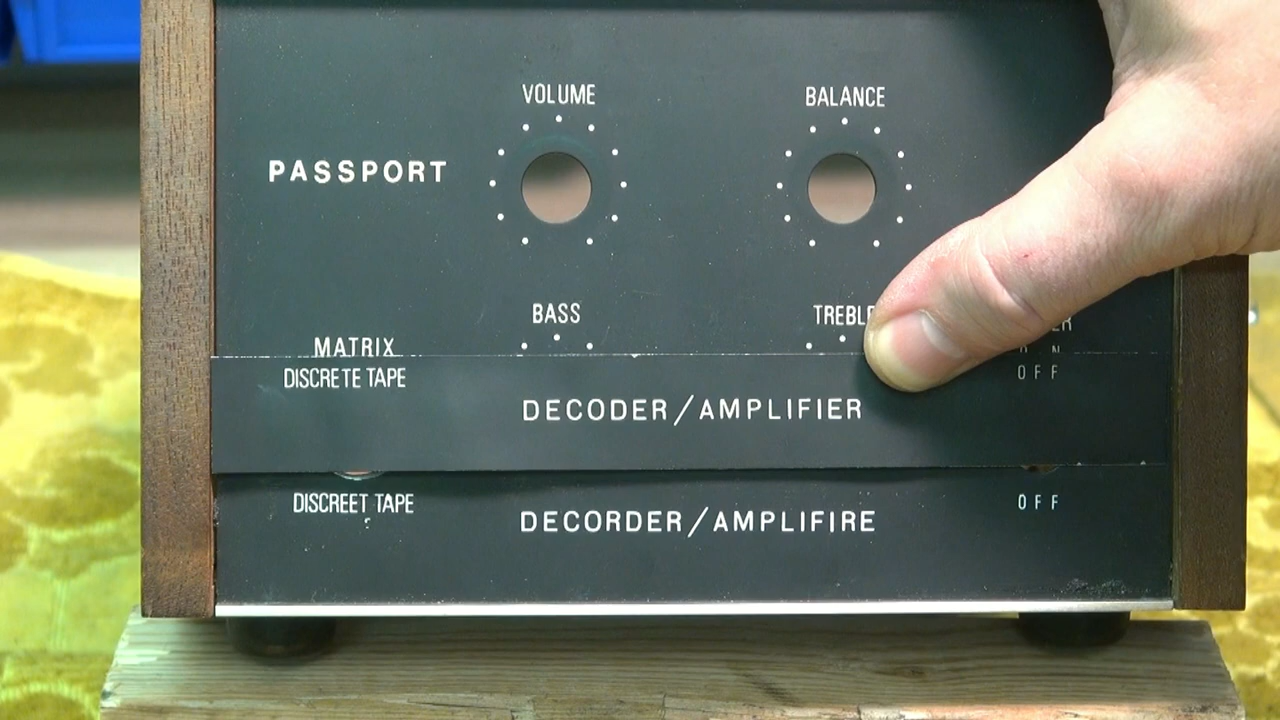 VOLUME BALANCE
PASSPORT
BASS TREBLE
MATRIX
DISCRETE TAPE OFF
DECODER/AMPLIFIER
DISCREET TAPE OFF
DECORDER/AMPLIFIRE